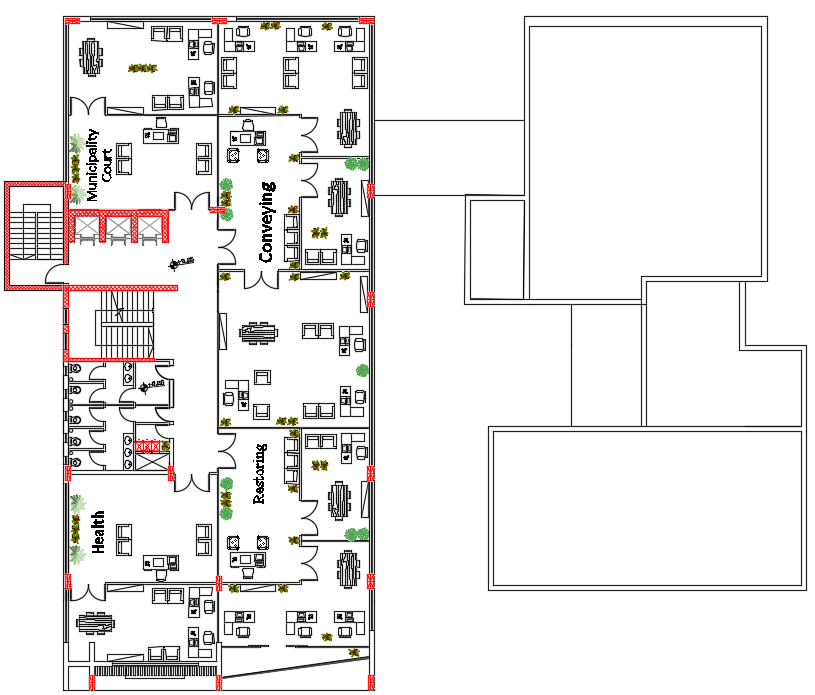 Municipality
Court
Conveying
Restoring
Health